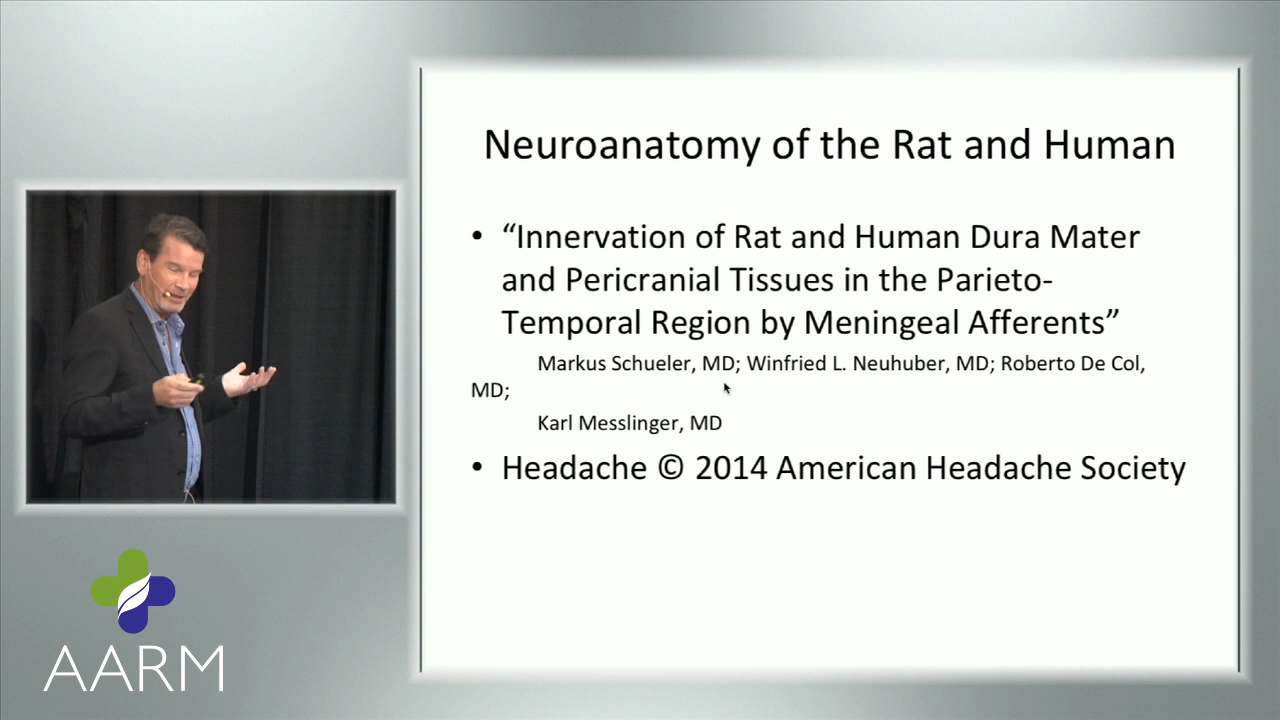 Neuroanatomy of the Rat and Human
• “Innervation of Rat and Human Dura Mater
and Pericranial Tissues in the Parieto-
Temporal Region by Meningeal Afferents”
Markus Schueler, MD; Winfried L. Neuhuber, MD; Roberto De Col,
MD;
Karl Messlinger, MD
• Headache © 2014 American Headache Society
AARM